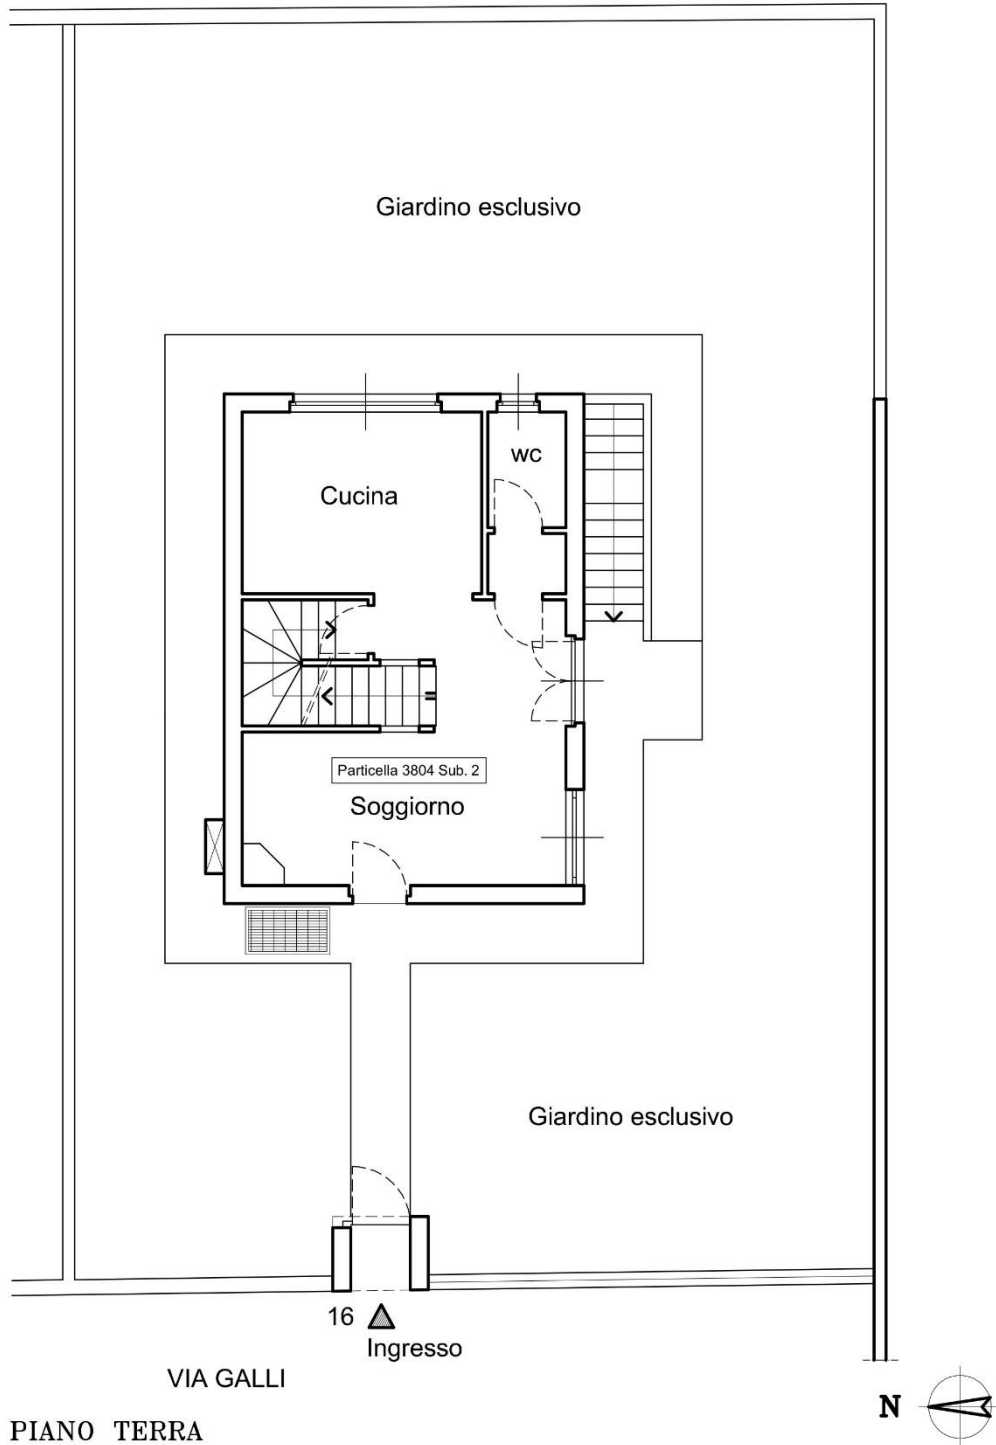 Giardino esclusivo
wc
Cucina
Particella 3804 Sub. 2
Soggiorno
Giardino esclusivo
16
Ingresso
VIA GALLI
N
PIANO TERRA